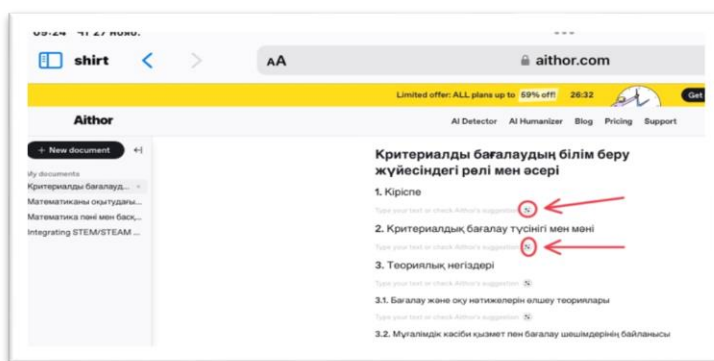 shirt
AA
aithor.com
Limited offer: ALL plans up to 69% off! 26:32
Get
Aithor
AI Detector AI Humanizer Blog Pricing Support
+ New document
My documents
Критериалды бағалауд...
Математиканы оқытудағы...
Математика пәні мен басқ...
Integrating STEM/STEAM ...
Критериалды бағалаудың білім беру
жүйесіндегі рөлі мен әсері
1. Кіріспе
Type your text or check Aithor's suggestion
2. Критериалдық бағалау түсінігі мен мәні
Type your text or check Aithor's suggestion
3. Теориялық негіздері
Type your text or check Aithor's suggestion
3.1. Бағалау және оқу нәтижелерін өлшеу теориялары
Type your text or check Aithor's suggestion
3.2. Мұғалімдік кәсіби қызмет пен бағалау шешімдерінің байланысы